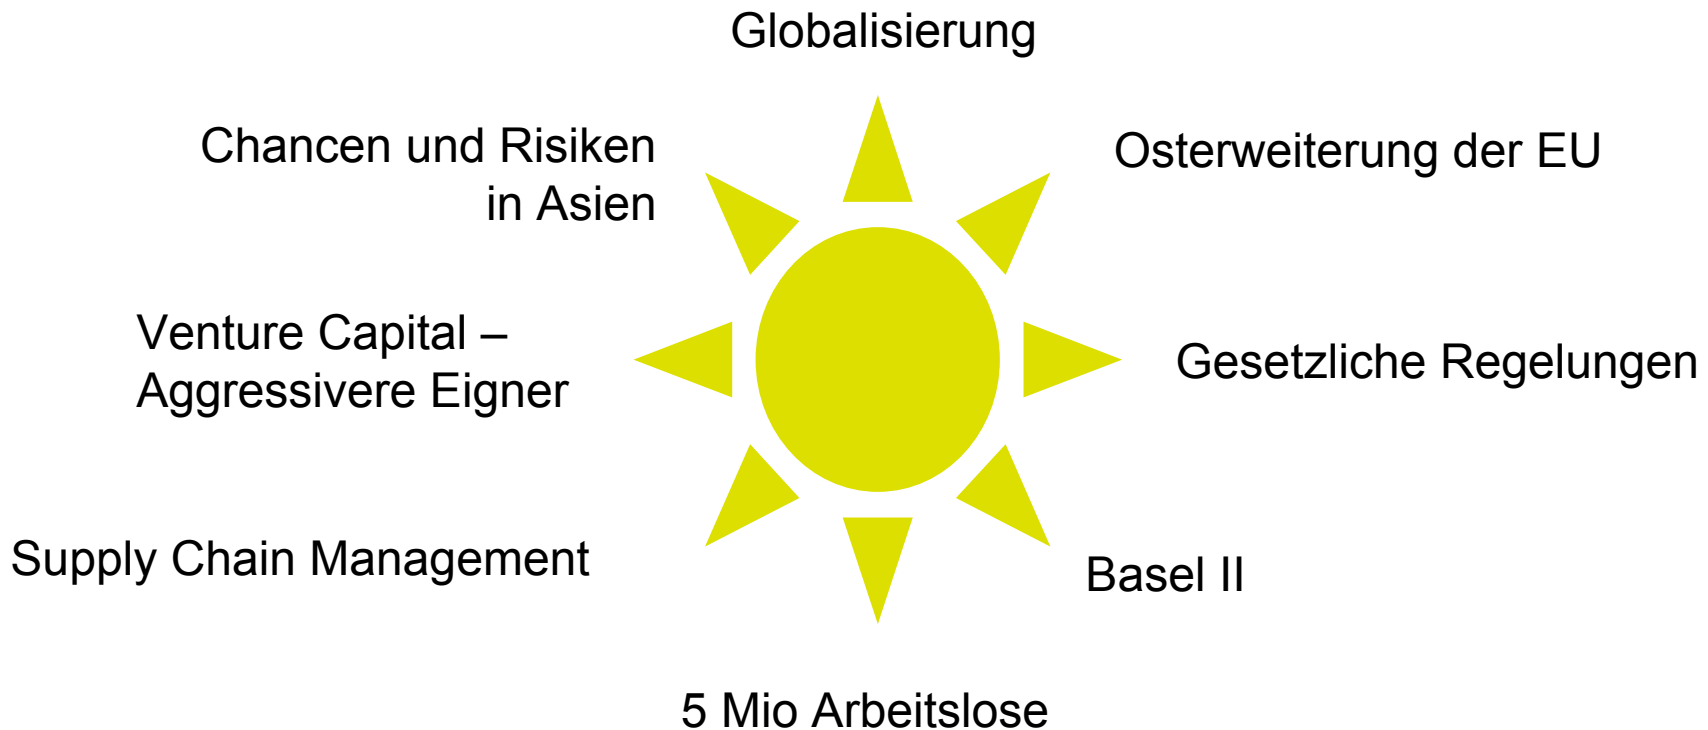 Globalisierung
Chancen und Risiken
in Asien
Osterweiterung der EU
Venture Capital –
Aggressivere Eigner
Gesetzliche Regelungen
Supply Chain Management
Basel II
5 Mio Arbeitslose